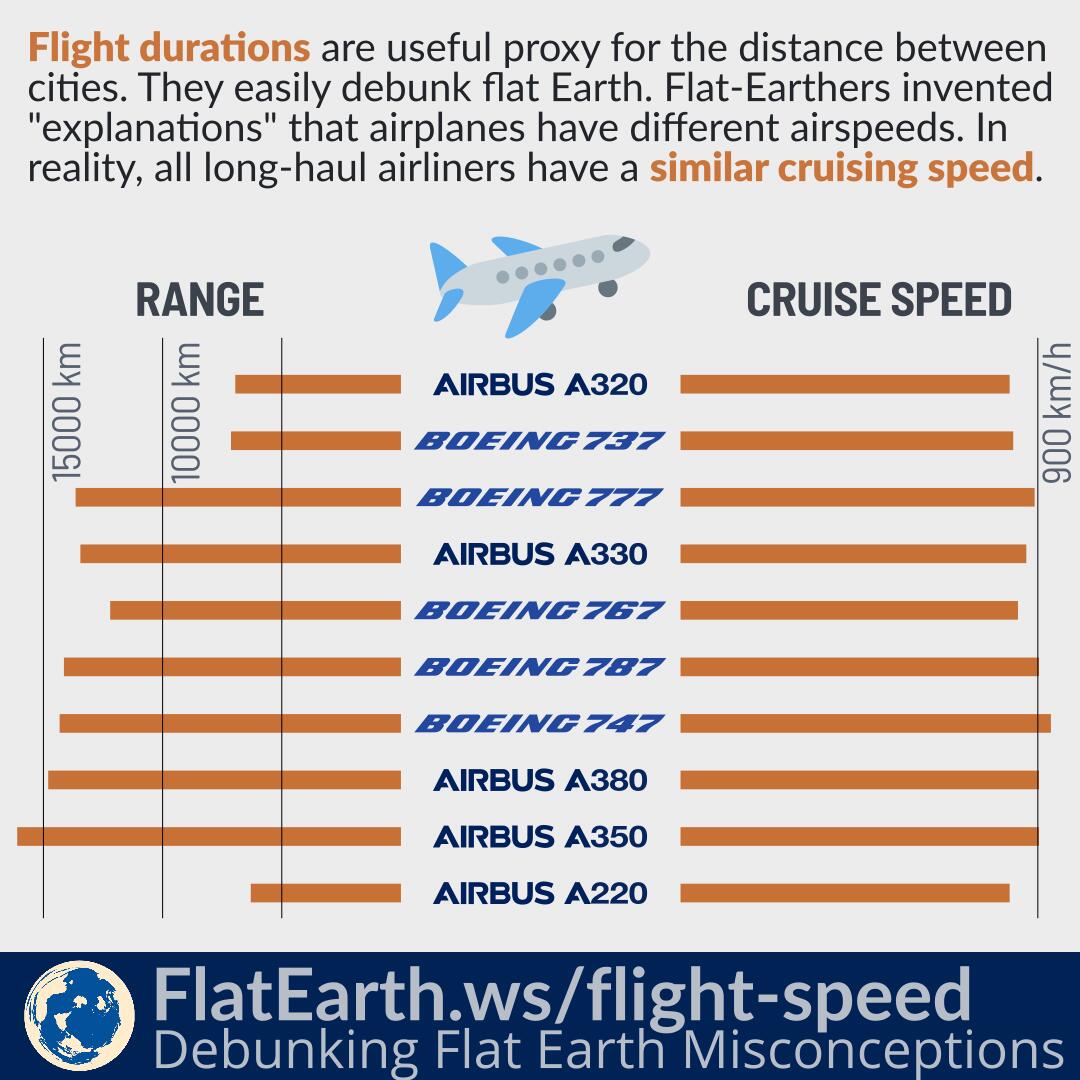 Flight durations are useful proxy for the distance between
cities. They easily debunk flat Earth. Flat-Earthers invented
"explanations" that airplanes have different airspeeds. In
reality, all long-haul airliners have a similar cruising speed.
RANGE
CRUISE SPEED
15000 km
10000 km
900 km/h
AIRBUS A320
BOEING 737
BOEING 777
AIRBUS A330
BOEING 767
BOEING 787
BOEING 747
AIRBUS A380
AIRBUS A350
AIRBUS A220
FlatEarth.ws/flight-speed
Debunking Flat Earth Misconceptions